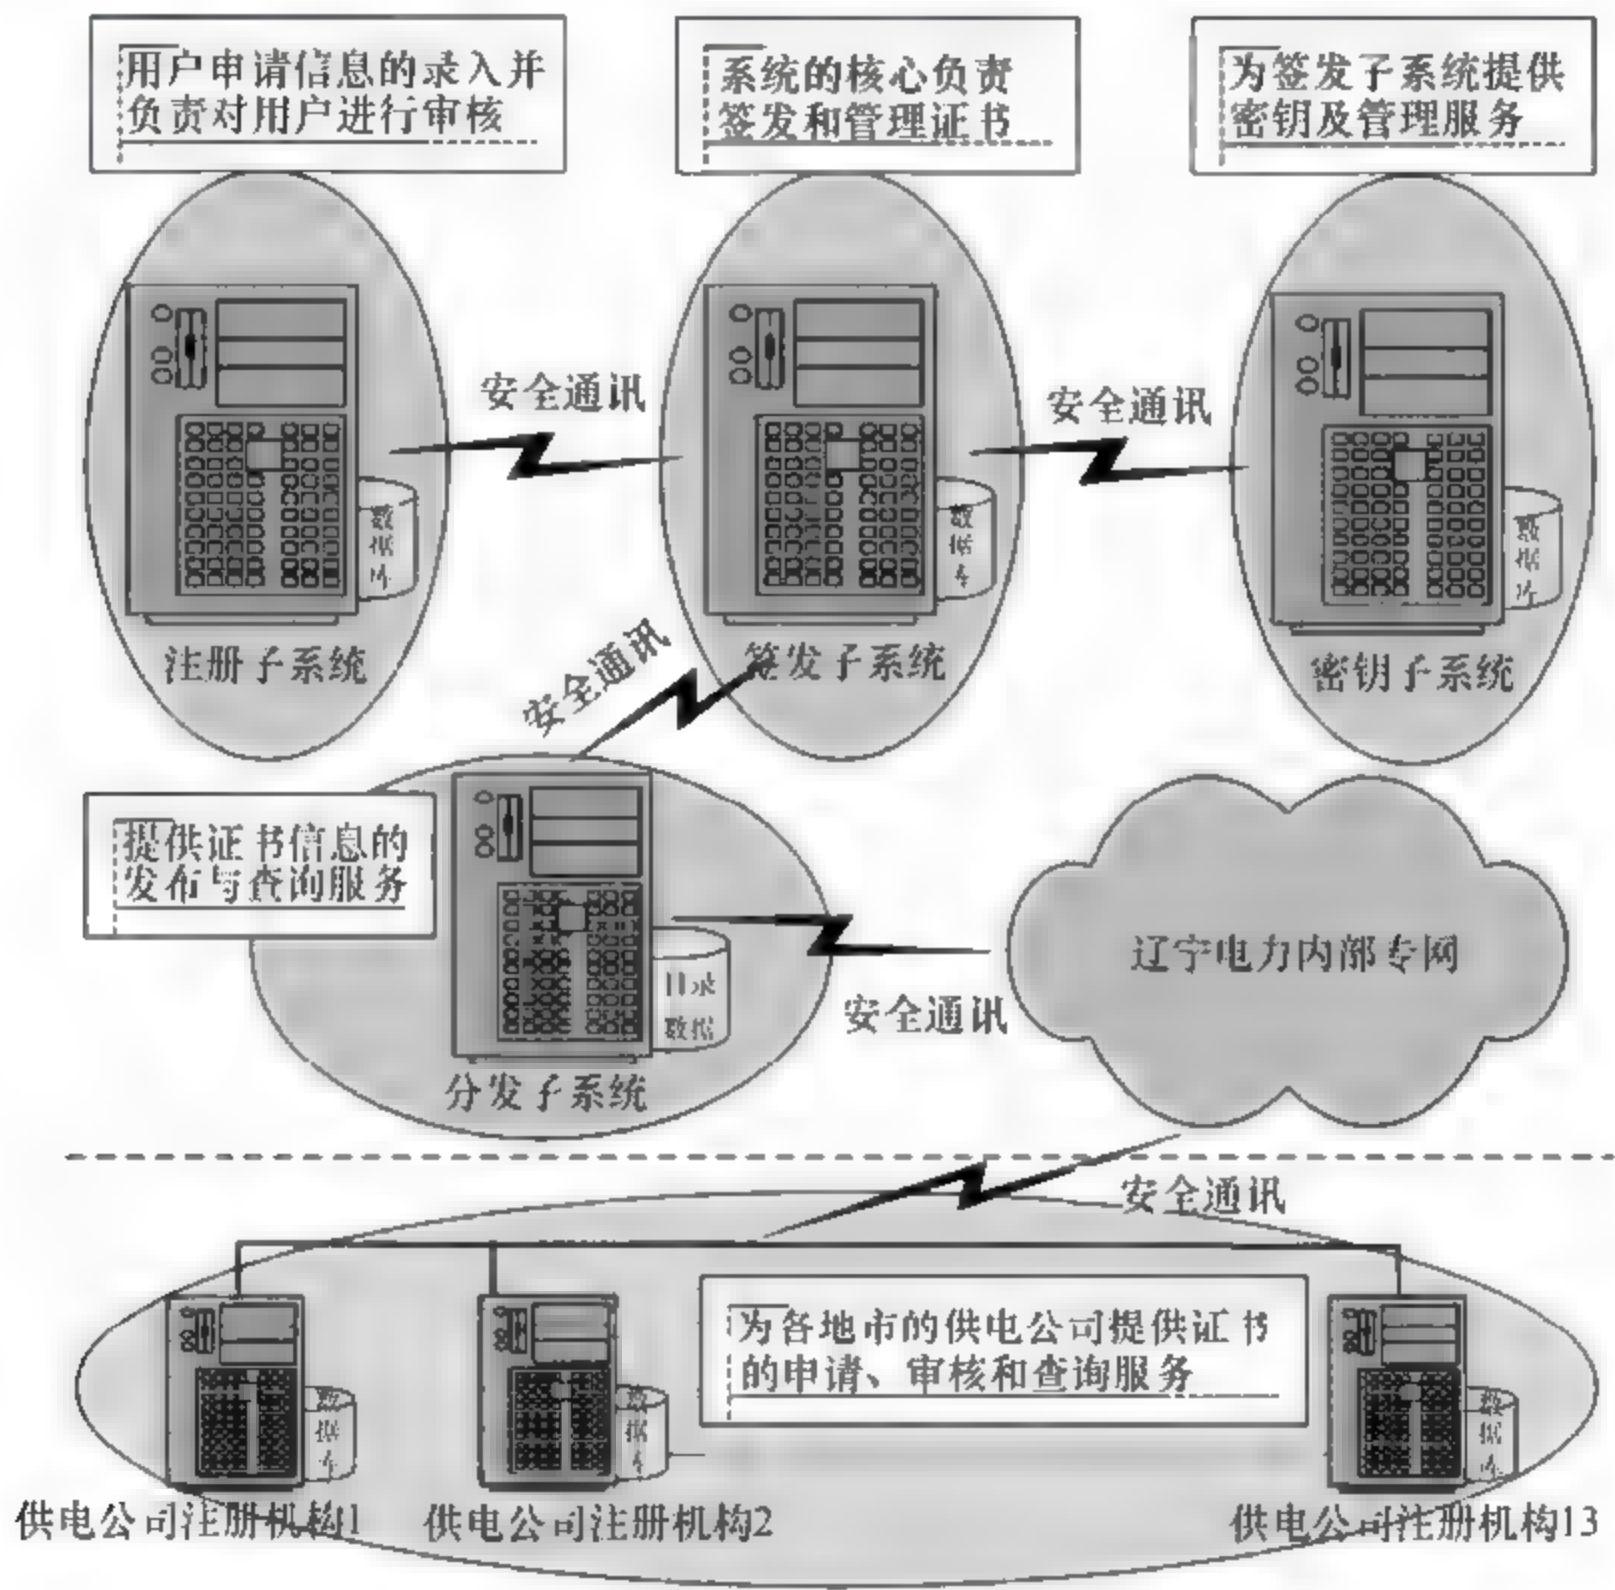 用户申请信息的录入并
负责对用户进行审核
系统的核心负责
签发和管理证书
为签发子系统提供
密钥及管理服务
安全通讯
安全通讯
数
据
库
数
据
库
数
据
库
注册子系统
签发子系统
密钥子系统
安全通讯
提供证书信息的
发布与查询服务
目录
数据
分发子系统
安全通讯
辽宁电力内部专网
安全通讯
为各地市的供电公司提供证书
的申请、审核和查询服务
数
据
库
数
据
库
数
据
库
供电公司注册机构1
供电公司注册机构2
供电公司注册机构13